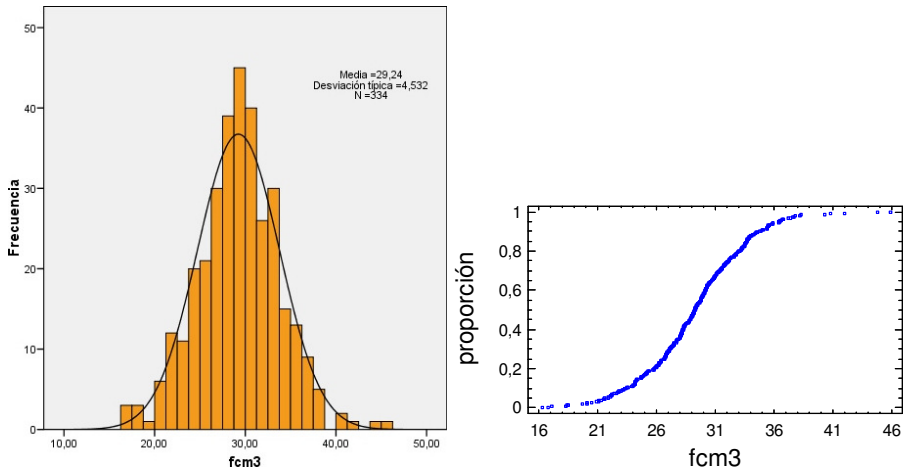 50
40
30
20
10
0
Frecuencia
Media =29,24
Desviación típica =4,532
N =334
10,00 20,00 30,00 40,00 50,00
fcm3
1
0,8
0,6
0,4
0,2
0
proporción
16 21 26 31 36 41 46
fcm3